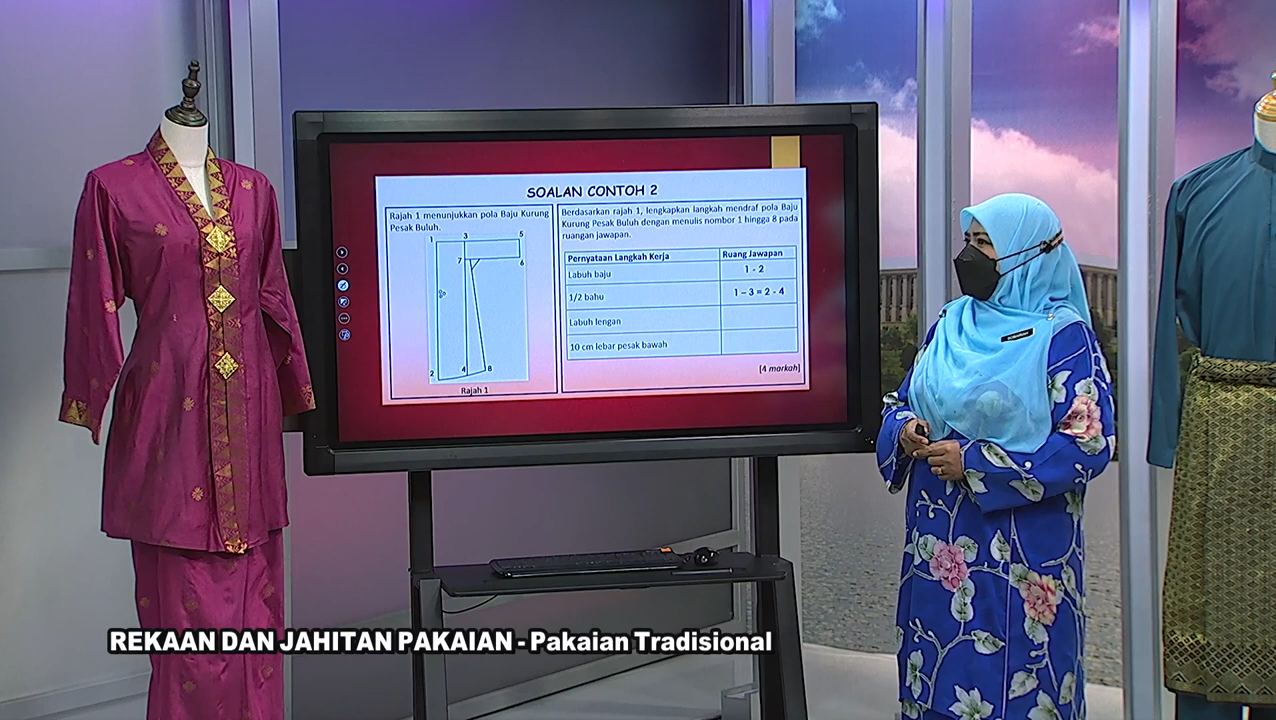 SOALAN CONTOH 2
Rajah 1 menunjukkan pola Baju Kurung
Pesak Buluh.
1 3 5
7 6
2 4 8
Rajah 1
Berdasarkan rajah 1, lengkapkan langkah mendraf pola Baju
Kurung Pesak Buluh dengan menulis nombor 1 hingga 8 pada
ruangan jawapan.
Pernyataan Langkah Kerja Ruang Jawapan
Labuh baju 1 - 2
1/2 bahu 1 – 3 = 2 - 4
Labuh lengan
10 cm lebar pesak bawah
[4 markah]
REKAAN DAN JAHITAN PAKAIAN - Pakaian Tradisional